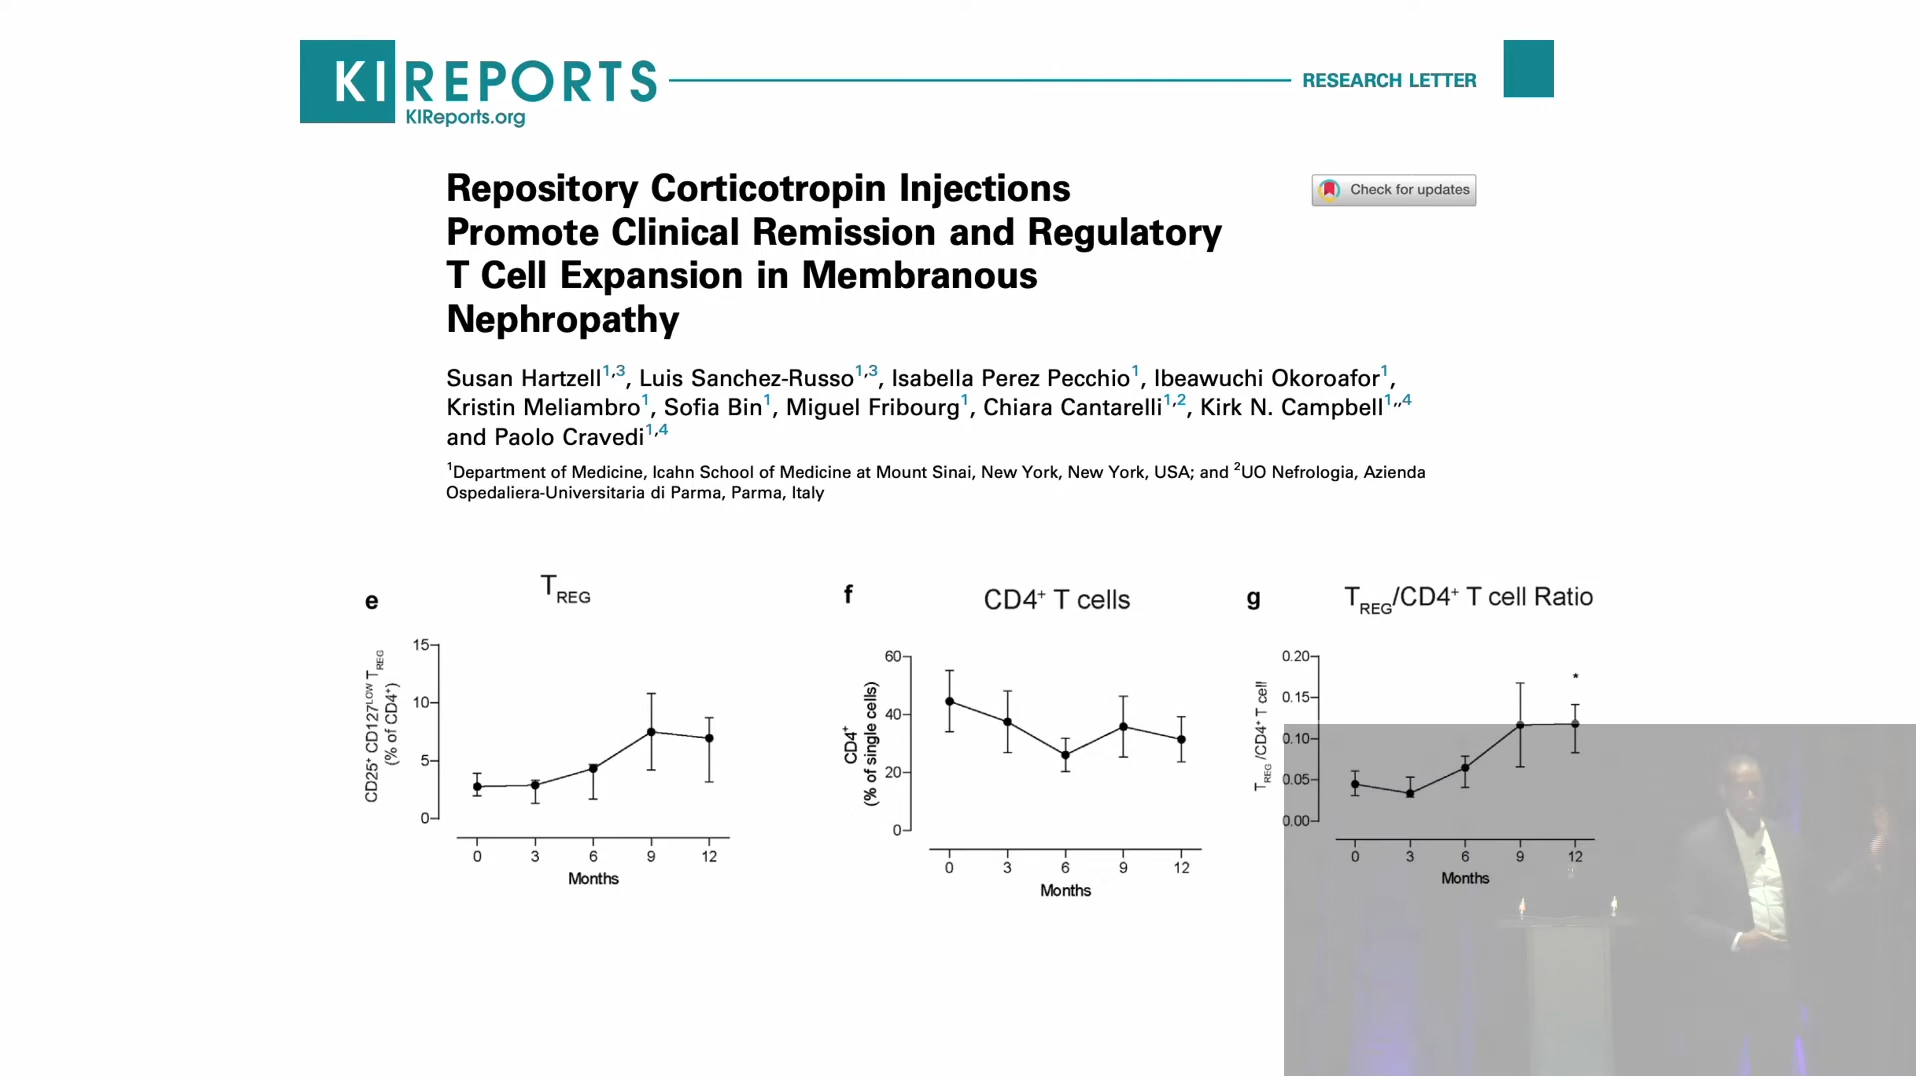 KI REPORTS
KIReports.org
RESEARCH LETTER
Check for updates
Repository Corticotropin Injections
Promote Clinical Remission and Regulatory
T Cell Expansion in Membranous
Nephropathy
Susan Hartzell1,3, Luis Sanchez-Russo1,3, Isabella Perez Pecchio1, Ibeawuchi Okoroafor1,
Kristin Meliambro1, Sofia Bin1, Miguel Fribourg1, Chiara Cantarelli1,2, Kirk N. Campbell1,,4
and Paolo Cravedi1,4
1Department of Medicine, Icahn School of Medicine at Mount Sinai, New York, New York, USA; and 2UO Nefrologia, Azienda
Ospedaliera-Universitaria di Parma, Parma, Italy
e
TREG
CD25+ CD127LOW TREG
(% of CD4+)
15
10
5
0
0 3 6 9 12
Months
f
CD4+ T cells
CD4+
(% of single cells)
60
40
20
0
0 3 6 9 12
Months
g
TREG/CD4+ T cell Ratio
TREG /CD4+ T cell
0.20
0.15
0.10
0.05
0.00
*
0 3 6 9 12
Months